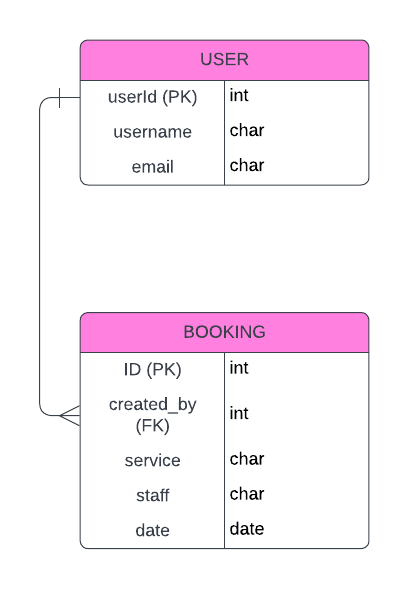 USER
userId (PK) int
username char
email char
BOOKING
ID (PK) int
created_by
(FK) int
service char
staff char
date date